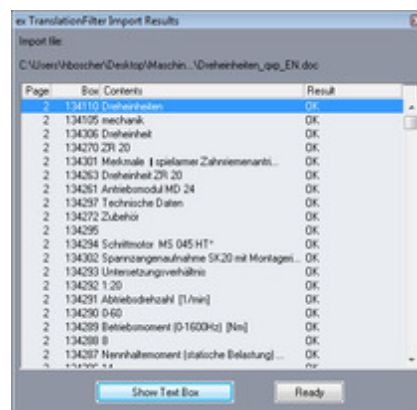 ex TranslationFilter Import Results
Import file:
C:\Users\hboscher\Desktop\Maschin...\Dreheinheiten_qxp_EN.doc
Page Box Contents Result
2 134110 Dreheinheiten OK
2 134105 mechanik OK
2 134306 Dreheinheit OK
2 134270 ZR 20 OK
2 134301 Merkmale | spielarmer Zahnriemenantri... OK
2 134263 Dreheinheit ZR 20 OK
2 134261 Antriebsmodul MD 24 OK
2 134297 Technische Daten OK
2 134272 Zubehör OK
2 134295 OK
2 134294 Schrittmotor MS 045 HT* OK
2 134302 Spannzangenaufnahme SK20 mit Montageri... OK
2 134293 Untersetzungsverhältnis OK
2 134292 1:20 OK
2 134291 Abtriebsdrehzahl [1/min] OK
2 134290 0-60 OK
2 134289 Betriebsmoment (0-1600Hz) [Nm] OK
2 134288 8 OK
2 134287 Nennhaltemoment (statische Belastung) ... OK
Show Text Box Ready